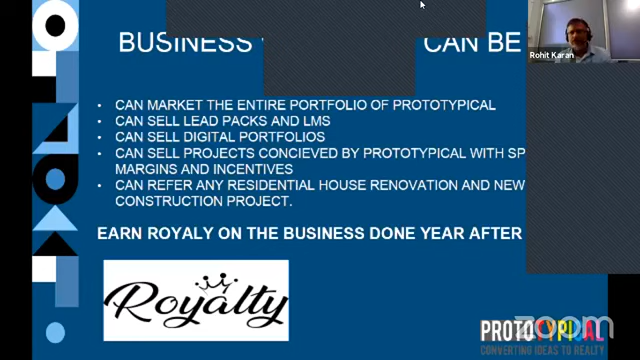 BUSINESS CAN BE
Rohit Karan
• CAN MARKET THE ENTIRE PORTFOLIO OF PROTOTYPICAL
• CAN SELL LEAD PACKS AND LMS
• CAN SELL DIGITAL PORTFOLIOS
• CAN SELL PROJECTS CONCIEVED BY PROTOTYPICAL WITH SP
MARGINS AND INCENTIVES
• CAN REFER ANY RESIDENTIAL HOUSE RENOVATION AND NEW
CONSTRUCTION PROJECT.
EARN ROYALY ON THE BUSINESS DONE YEAR AFTER
Royalty
zoom
PROTOTYPICAL
CONVERTING IDEAS TO REALTY